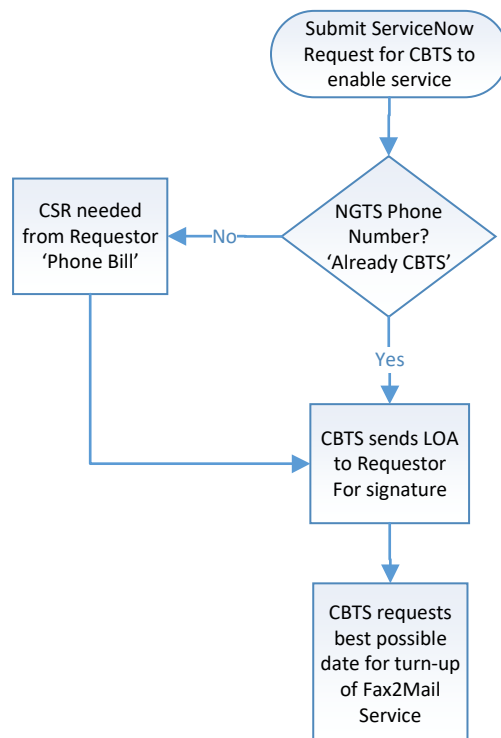 Submit ServiceNow
Request for CBTS to
enable service
NGTS Phone
Number?
‘Already CBTS’
No
CSR needed
from Requestor
‘Phone Bill’
Yes
CBTS sends LOA
to Requestor
For signature
CBTS requests
best possible
date for turn-up
of Fax2Mail
Service